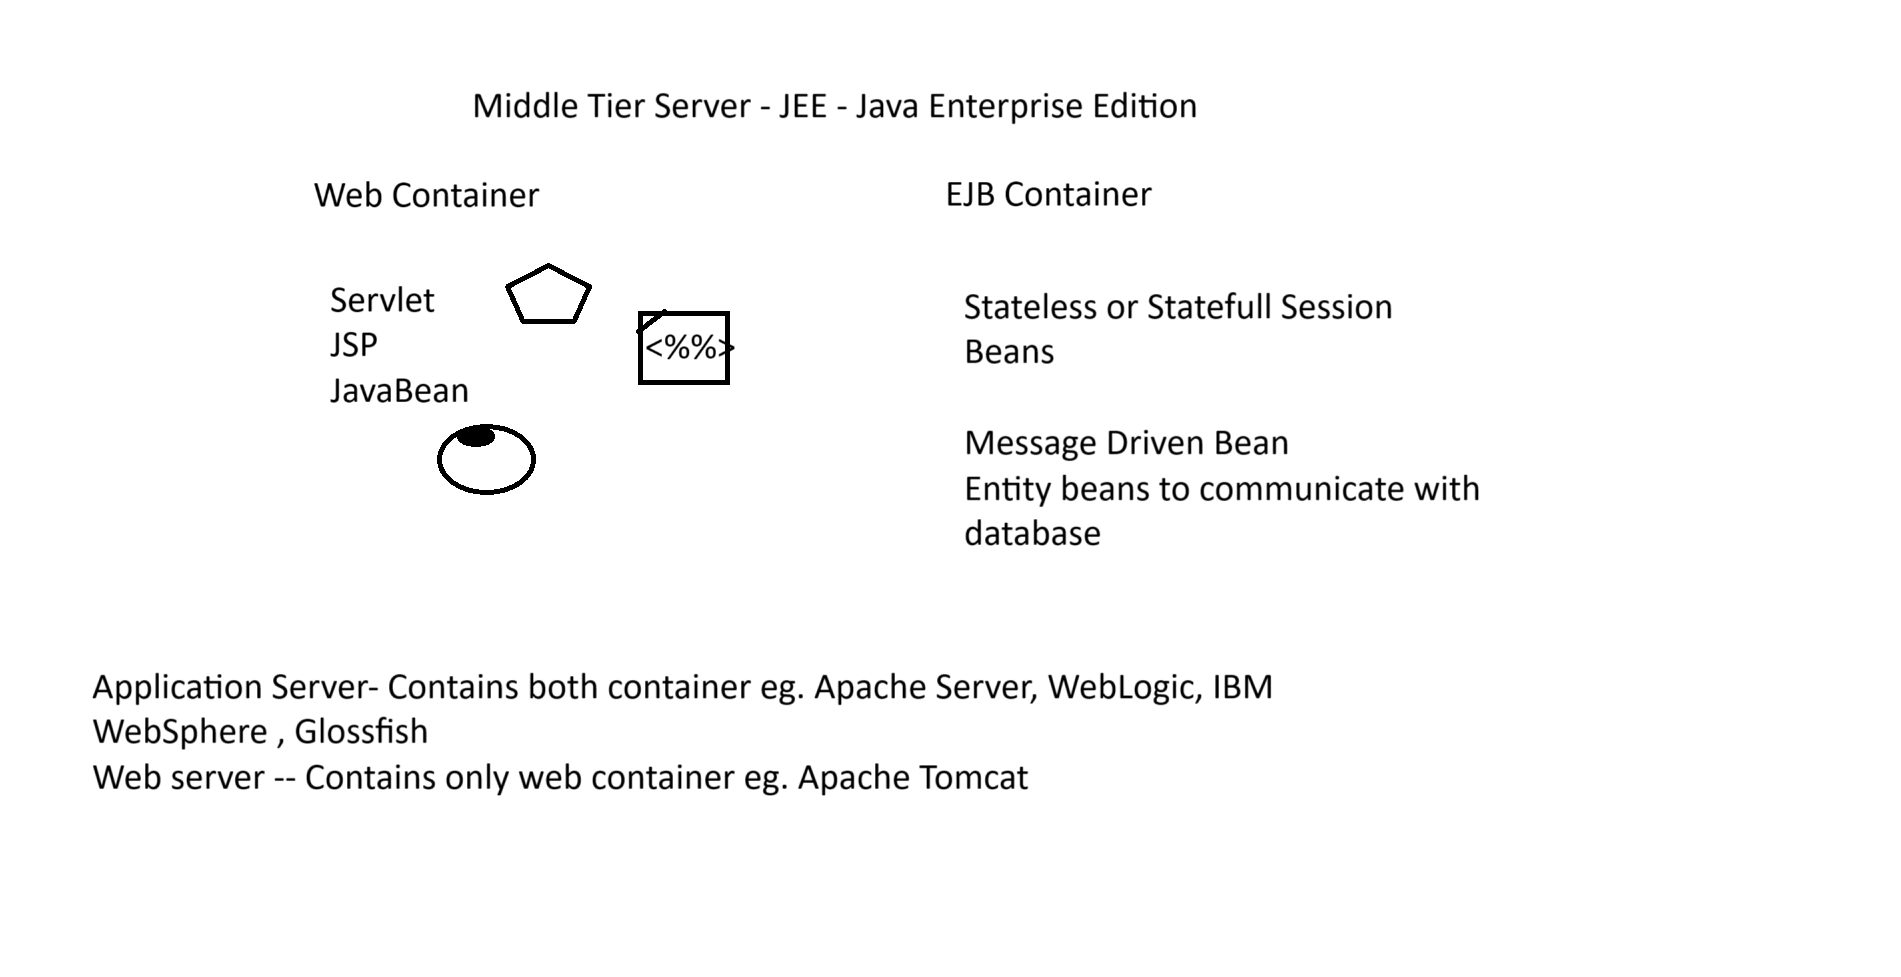 Middle Tier Server - JEE - Java Enterprise Edition
Web Container
Servlet
JSP
JavaBean
<%%>
EJB Container
Stateless or Statefull Session
Beans
Message Driven Bean
Entity beans to communicate with
database
Application Server- Contains both container eg. Apache Server, WebLogic, IBM
WebSphere , Glossfish
Web server -- Contains only web container eg. Apache Tomcat